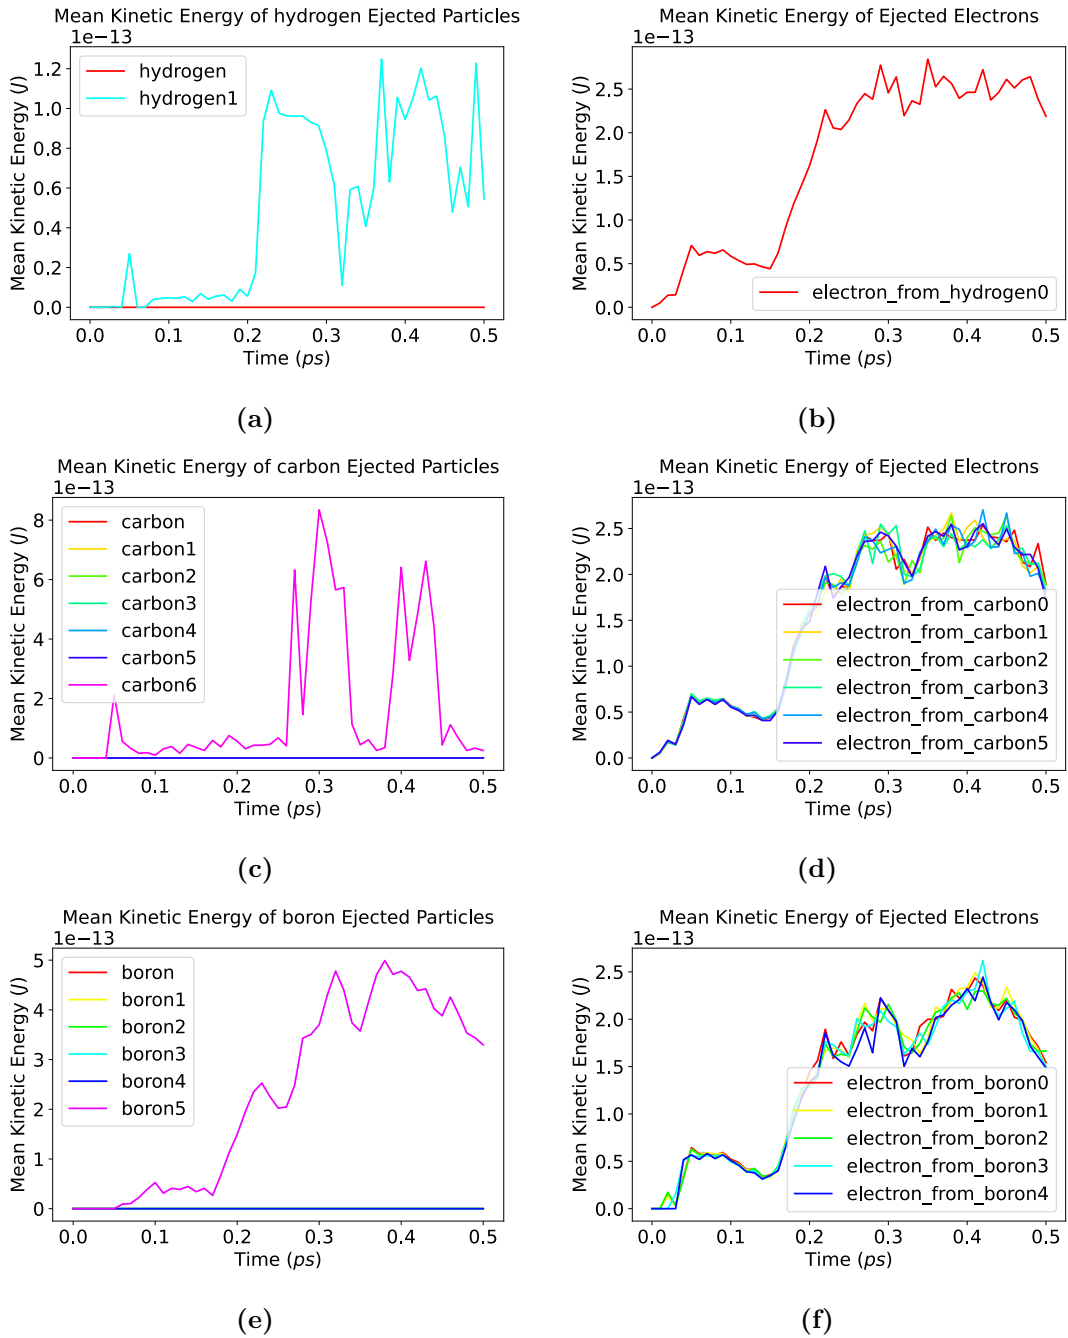 Mean Kinetic Energy of hydrogen Ejected Particles
1e−13
Mean Kinetic Energy (J)
1.2
1.0
0.8
0.6
0.4
0.2
0.0
hydrogen
hydrogen1
0.0 0.1 0.2 0.3 0.4 0.5
Time (ps)
(a)
Mean Kinetic Energy of Ejected Electrons
1e−13
Mean Kinetic Energy (J)
2.5
2.0
1.5
1.0
0.5
0.0
electron_from_hydrogen0
0.0 0.1 0.2 0.3 0.4 0.5
Time (ps)
(b)
Mean Kinetic Energy of carbon Ejected Particles
1e−13
Mean Kinetic Energy (J)
8
6
4
2
0
carbon
carbon1
carbon2
carbon3
carbon4
carbon5
carbon6
0.0 0.1 0.2 0.3 0.4 0.5
Time (ps)
(c)
Mean Kinetic Energy of Ejected Electrons
1e−13
Mean Kinetic Energy (J)
2.5
2.0
1.5
1.0
0.5
0.0
electron_from_carbon0
electron_from_carbon1
electron_from_carbon2
electron_from_carbon3
electron_from_carbon4
electron_from_carbon5
0.0 0.1 0.2 0.3 0.4 0.5
Time (ps)
(d)
Mean Kinetic Energy of boron Ejected Particles
1e−13
Mean Kinetic Energy (J)
5
4
3
2
1
0
boron
boron1
boron2
boron3
boron4
boron5
0.0 0.1 0.2 0.3 0.4 0.5
Time (ps)
(e)
Mean Kinetic Energy of Ejected Electrons
1e−13
Mean Kinetic Energy (J)
2.5
2.0
1.5
1.0
0.5
0.0
electron_from_boron0
electron_from_boron1
electron_from_boron2
electron_from_boron3
electron_from_boron4
0.0 0.1 0.2 0.3 0.4 0.5
Time (ps)
(f)